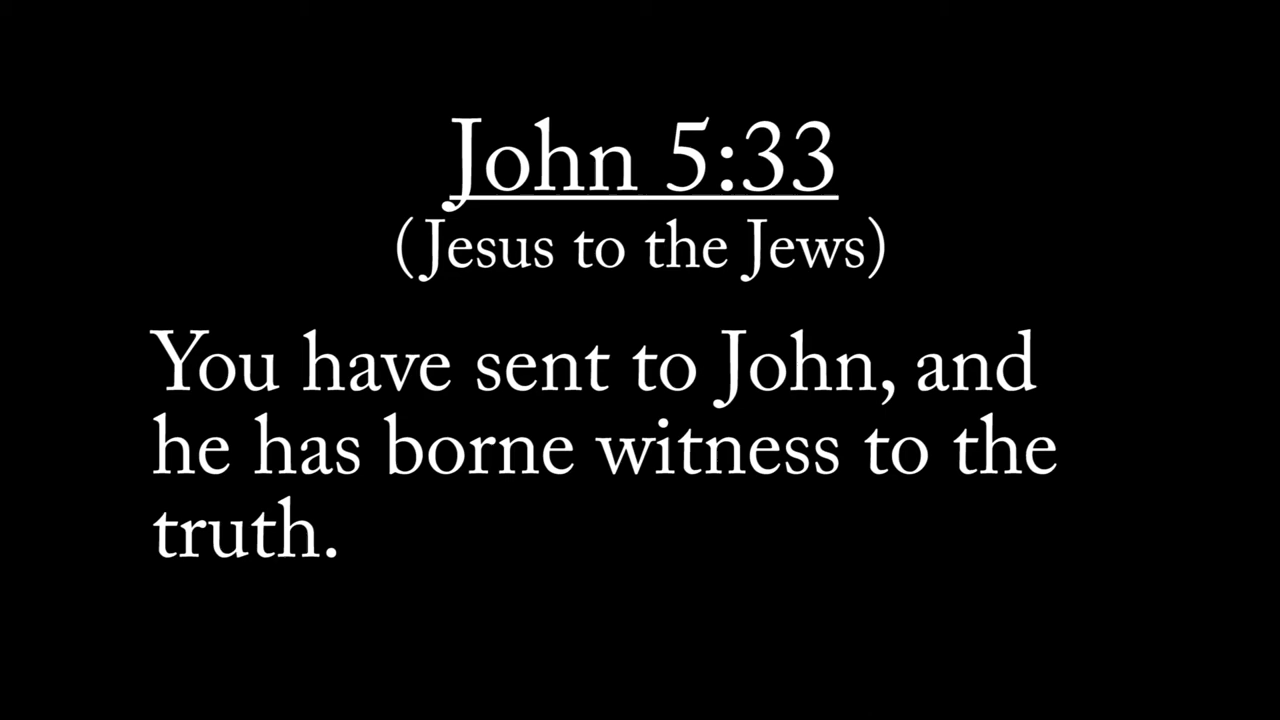 John 5:33
(Jesus to the Jews)
You have sent to John, and
he has borne witness to the
truth.